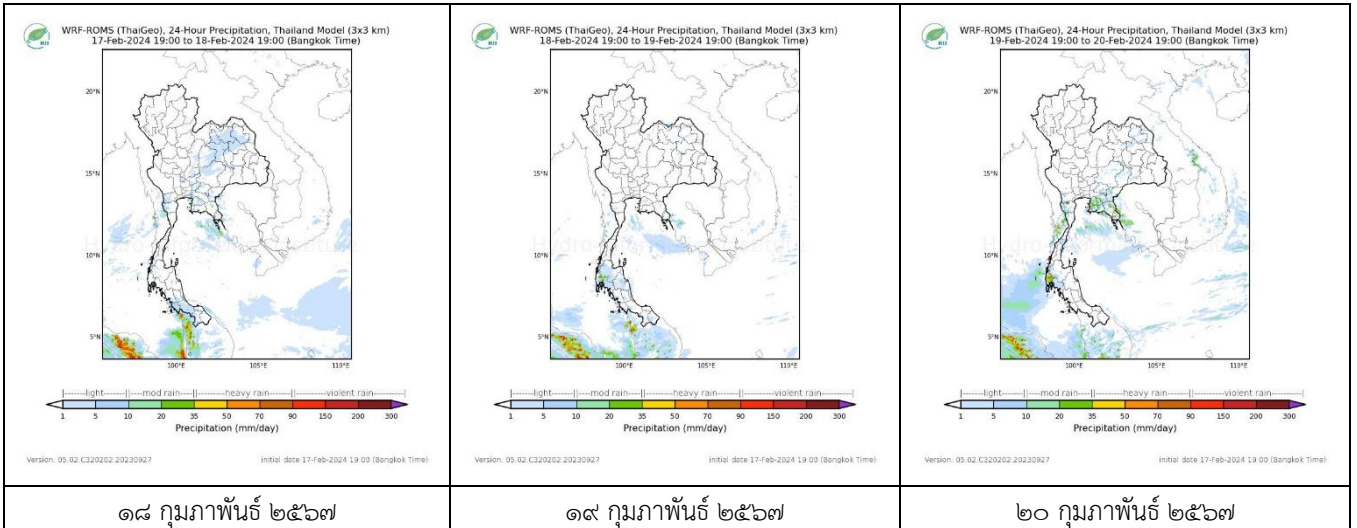 WRF-ROMS (ThaiGeo), 24-Hour Precipitation, Thailand Model (3x3 km)
17-Feb-2024 19:00 to 18-Feb-2024 19:00 (Bangkok Time)
HII
20°N
15°N
10°N
5°N
100°E 105°E 110°E
light mod rain heavy rain violent rain
1 5 10 20 35 50 70 90 150 200 300
Precipitation (mm/day)
Version: 05.02.C320202.20230927 initial date 17-Feb-2024 19:00 (Bangkok Time)
๑๘ กุมภาพันธ์ ๒๕๖๗
WRF-ROMS (ThaiGeo), 24-Hour Precipitation, Thailand Model (3x3 km)
18-Feb-2024 19:00 to 19-Feb-2024 19:00 (Bangkok Time)
HII
20°N
15°N
10°N
5°N
100°E 105°E 110°E
light mod rain heavy rain violent rain
1 5 10 20 35 50 70 90 150 200 300
Precipitation (mm/day)
Version: 05.02.C320202.20230927 initial date 17-Feb-2024 19:00 (Bangkok Time)
๑๙ กุมภาพันธ์ ๒๕๖๗
WRF-ROMS (ThaiGeo), 24-Hour Precipitation, Thailand Model (3x3 km)
19-Feb-2024 19:00 to 20-Feb-2024 19:00 (Bangkok Time)
HII
20°N
15°N
10°N
5°N
100°E 105°E 110°E
light mod rain heavy rain violent rain
1 5 10 20 35 50 70 90 150 200 300
Precipitation (mm/day)
Version: 05.02.C320202.20230927 initial date 17-Feb-2024 19:00 (Bangkok Time)
๒๐ กุมภาพันธ์ ๒๕๖๗